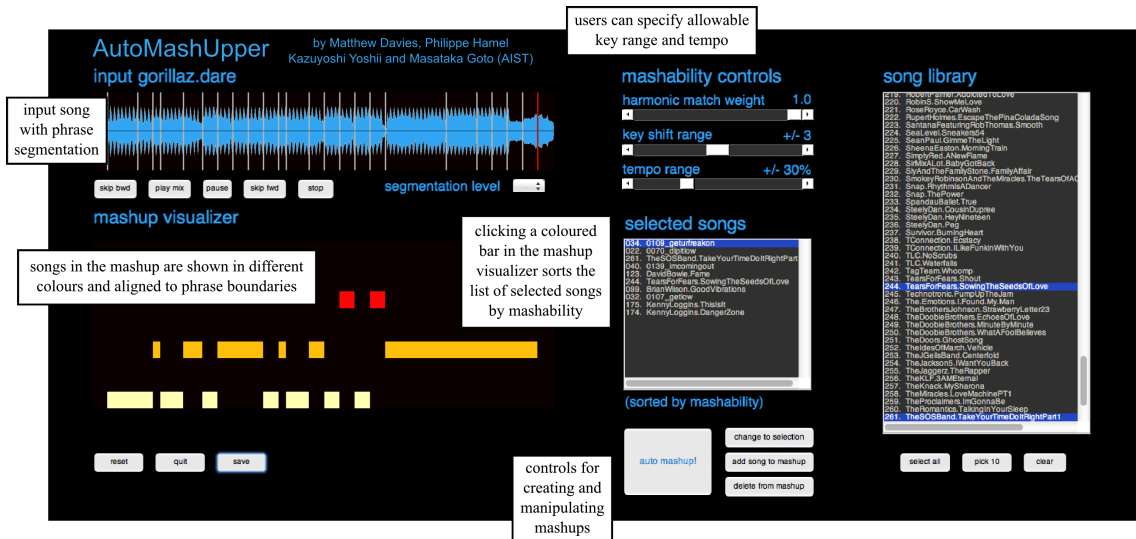 users can specify allowable
key range and tempo
AutoMashUpper
by Matthew Davies, Philippe Hamel
Kazuyoshi Yoshii and Masataka Goto (AIST)
input gorillaz.dare
input song
with phrase
segmentation
skip bwd
play mix
pause
skip fwd
stop
segmentation level
mashup visualizer
songs in the mashup are shown in different
colours and aligned to phrase boundaries
clicking a coloured
bar in the mashup
visualizer sorts the
list of selected songs
by mashability
reset
quit
save
controls for
creating and
manipulating
mashups
mashability controls
harmonic match weight 1.0
key shift range +/- 3
tempo range +/- 30%
selected songs
034. 0109_geturfreakon
022. 0070_dipitlow
261. TheSOSBand.TakeYourTimeDoItRightPart
040. 0139_imcomingout
123. DavidBowie.Fame
244. TearsForFears.SowingTheSeedsOfLove
099. BrianWilson.GoodVibrations
032. 0107_getlow
175. KennyLoggins.ThisIsIt
174. KennyLoggins.DangerZone
(sorted by mashability)
auto mashup!
change to selection
add song to mashup
delete from mashup
song library
219. RobertPalmer.AddictedToLove
220. RobinS.ShowMeLove
221. RoseRoyce.CarWash
222. RupertHolmes.EscapeThePinaColadaSong
223. SantanaFeaturingRobThomas.Smooth
224. SeaLevel.Sneakers54
225. SeanPaul.GimmeTheLight
226. SheenaEaston.MorningTrain
227. SimplyRed.ANewFlame
228. SirMixALot.BabyGotBack
229. SlyAndTheFamilyStone.FamilyAffair
230. SmokeyRobinsonAndTheMiracles.TheTearsOfAC
231. Snap.RhythmIsADancer
232. Snap.ThePower
233. SpandauBallet.True
234. SteelyDan.CousinDupree
235. SteelyDan.HeyNineteen
236. SteelyDan.Peg
237. Survivor.BurningHeart
238. TConnection.Ecstacy
239. TConnection.ILikeFunkinWithYou
240. TLC.NoScrubs
241. TLC.Waterfalls
242. TagTeam.Whoomp
243. TearsForFears.Shout
244. TearsForFears.SowingTheSeedsOfLove
245. Technotronic.PumpUpTheJam
246. The.Emotions.I.Found.My.Man
247. TheBrothersJohnson.StrawberryLetter23
248. TheDoobieBrothers.EchoesOfLove
249. TheDoobieBrothers.MinuteByMinute
250. TheDoobieBrothers.WhatAFoolBelieves
251. TheDoors.GhostSong
252. TheIdesOfMarch.Vehicle
253. TheJGeilsBand.Centerfold
254. TheJackson5.IWantYouBack
255. TheJaggerz.TheRapper
256. TheKLF.3AMEternal
257. TheKnack.MySharona
258. TheMiracles.LoveMachinePT1
259. TheProclaimers.ImGonnaBe
260. TheRomantics.TalkingInYourSleep
261. TheSOSBand.TakeYourTimeDoItRightPart1
select all
pick 10
clear